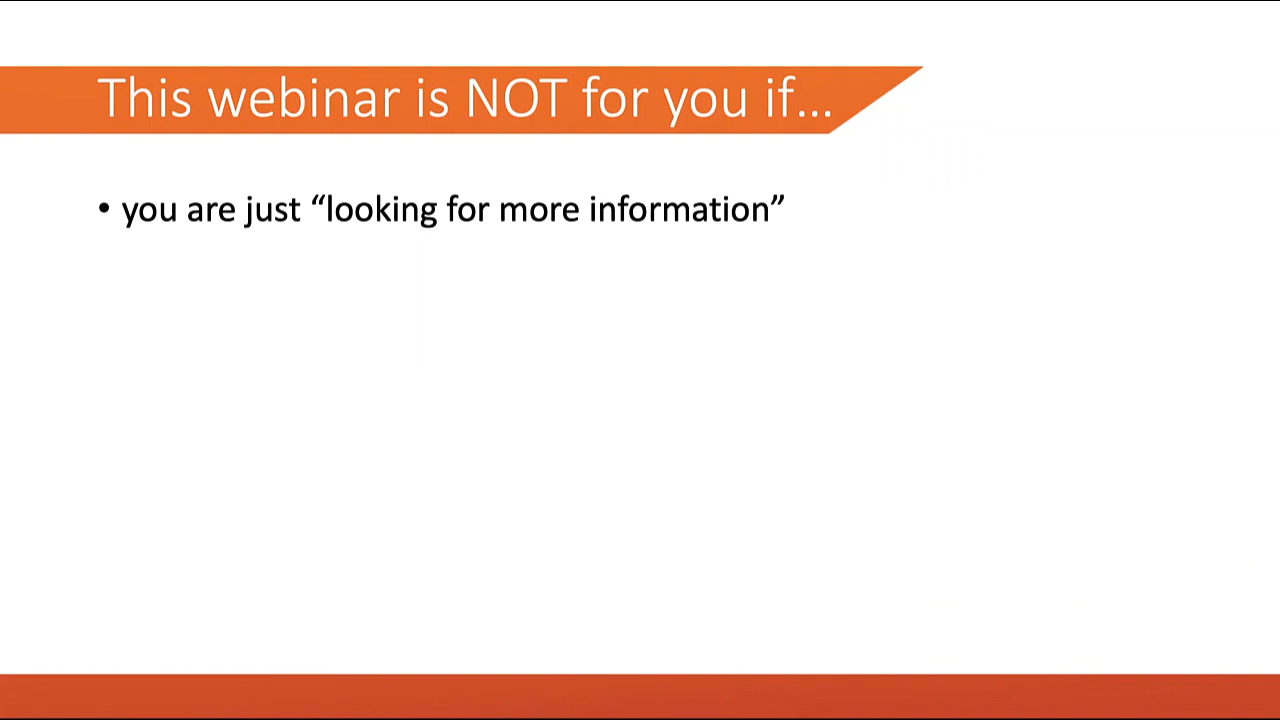 This webinar is NOT for you if…
• you are just “looking for more information”